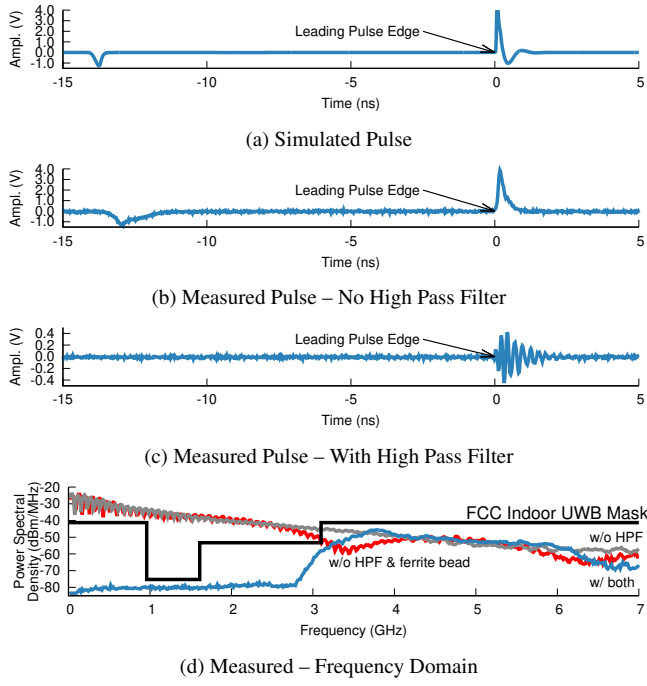 Ampl. (V)
4.0
3.0
2.0
1.0
0.0
-1.0
Leading Pulse Edge
-15 -10 -5 0 5
Time (ns)
(a) Simulated Pulse
Ampl. (V)
4.0
3.0
2.0
1.0
0.0
-1.0
Leading Pulse Edge
-15 -10 -5 0 5
Time (ns)
(b) Measured Pulse – No High Pass Filter
Ampl. (V)
0.4
0.2
0.0
-0.2
-0.4
Leading Pulse Edge
-15 -10 -5 0 5
Time (ns)
(c) Measured Pulse – With High Pass Filter
Power Spectral
Density (dBm/MHz)
-20
-30
-40
-50
-60
-70
-80
FCC Indoor UWB Mask
w/o HPF
w/o HPF & ferrite bead
w/ both
0 1 2 3 4 5 6 7
Frequency (GHz)
(d) Measured – Frequency Domain